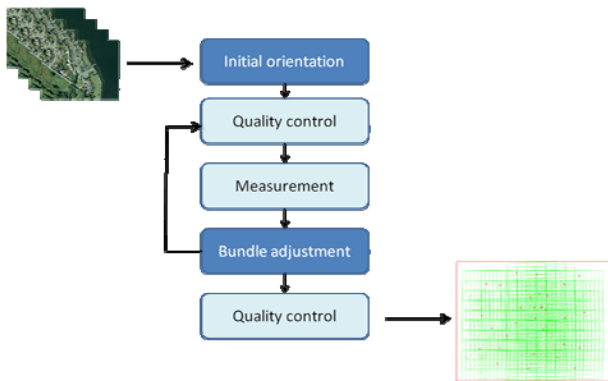 Initial orientation
Quality control
Measurement
Bundle adjustment
Quality control